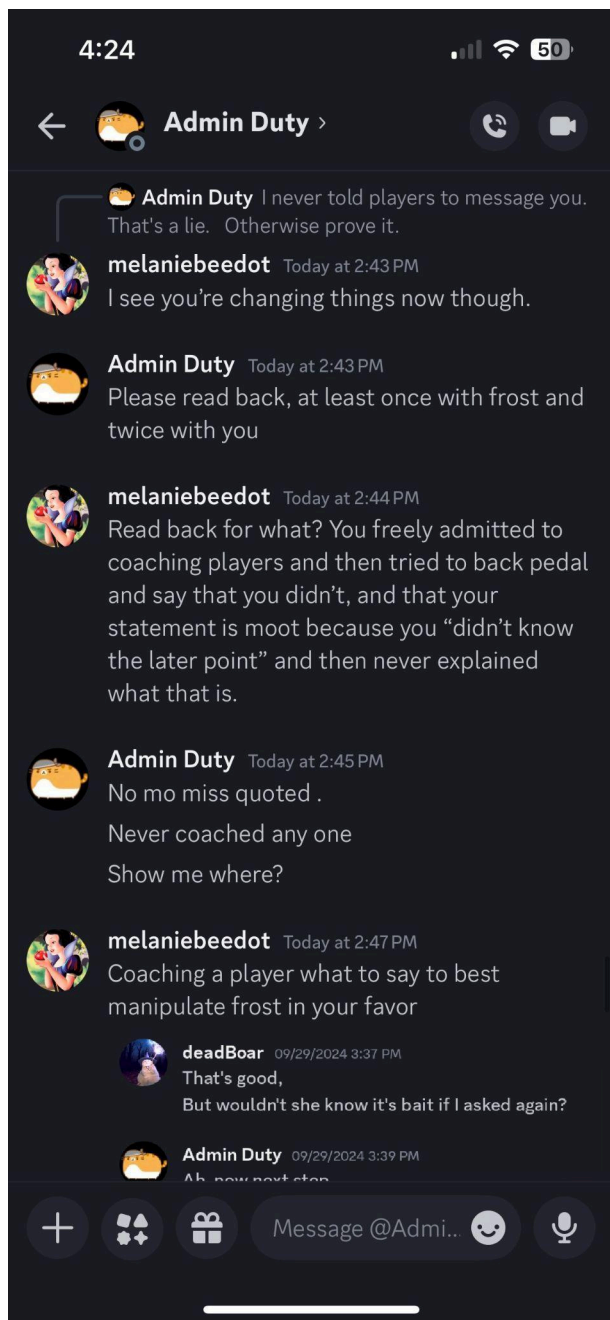 4:24
50
Admin Duty >
Admin Duty I never told players to message you.
That's a lie. Otherwise prove it.
melaniebeedot Today at 2:43 PM
I see you're changing things now though.
Admin Duty Today at 2:43 PM
Please read back, at least once with frost and
twice with you
melaniebeedot Today at 2:44 PM
Read back for what? You freely admitted to
coaching players and then tried to back pedal
and say that you didn't, and that your
statement is moot because you “didn't know
the later point” and then never explained
what that is.
Admin Duty Today at 2:45 PM
No mo miss quoted .
Never coached any one
Show me where?
melaniebeedot Today at 2:47 PM
Coaching a player what to say to best
manipulate frost in your favor
deadBoar 09/29/2024 3:37 PM
That's good,
But wouldn't she know it's bait if I asked again?
Admin Duty 09/29/2024 3:39 PM
Ah, now next step
Message @Admi...